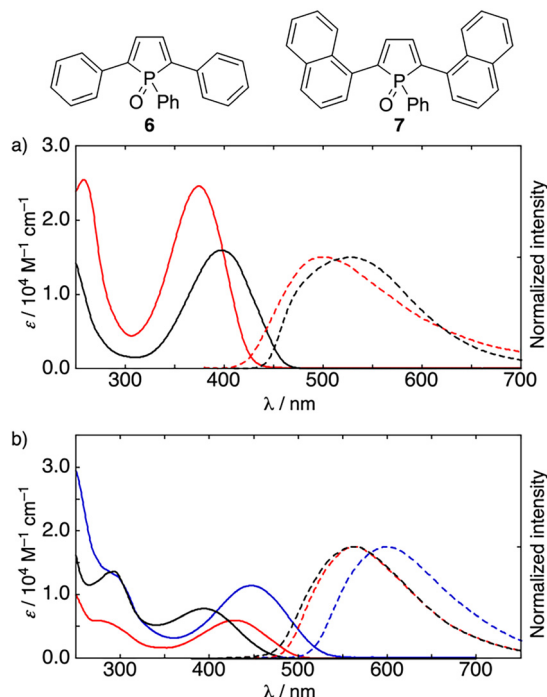 P
P
O
Ph
O
Ph
6
7
a)
3.0
2.0
1.0
0.0
ε / 10⁴ M⁻¹ cm⁻¹
Normalized intensity
300
400
500
600
700
λ / nm
b)
3.0
2.0
1.0
0.0
ε / 10⁴ M⁻¹ cm⁻¹
Normalized intensity
300
400
500
600
700
λ / nm